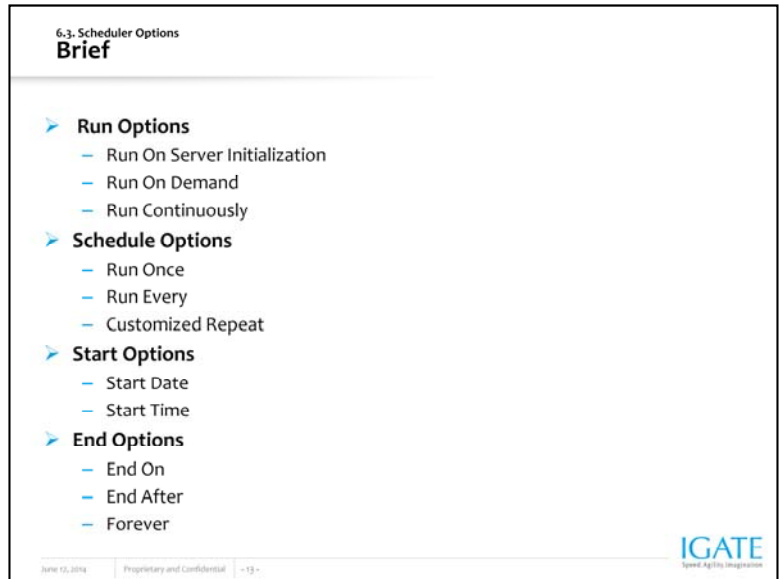 6.3. Scheduler Options
Brief
➢ Run Options
– Run On Server Initialization
– Run On Demand
– Run Continuously
➢ Schedule Options
– Run Once
– Run Every
– Customized Repeat
➢ Start Options
– Start Date
– Start Time
➢ End Options
– End On
– End After
– Forever
June 17, 2014 Proprietary and Confidential - 13 -
IGATE
Speed.Agility.Imagination